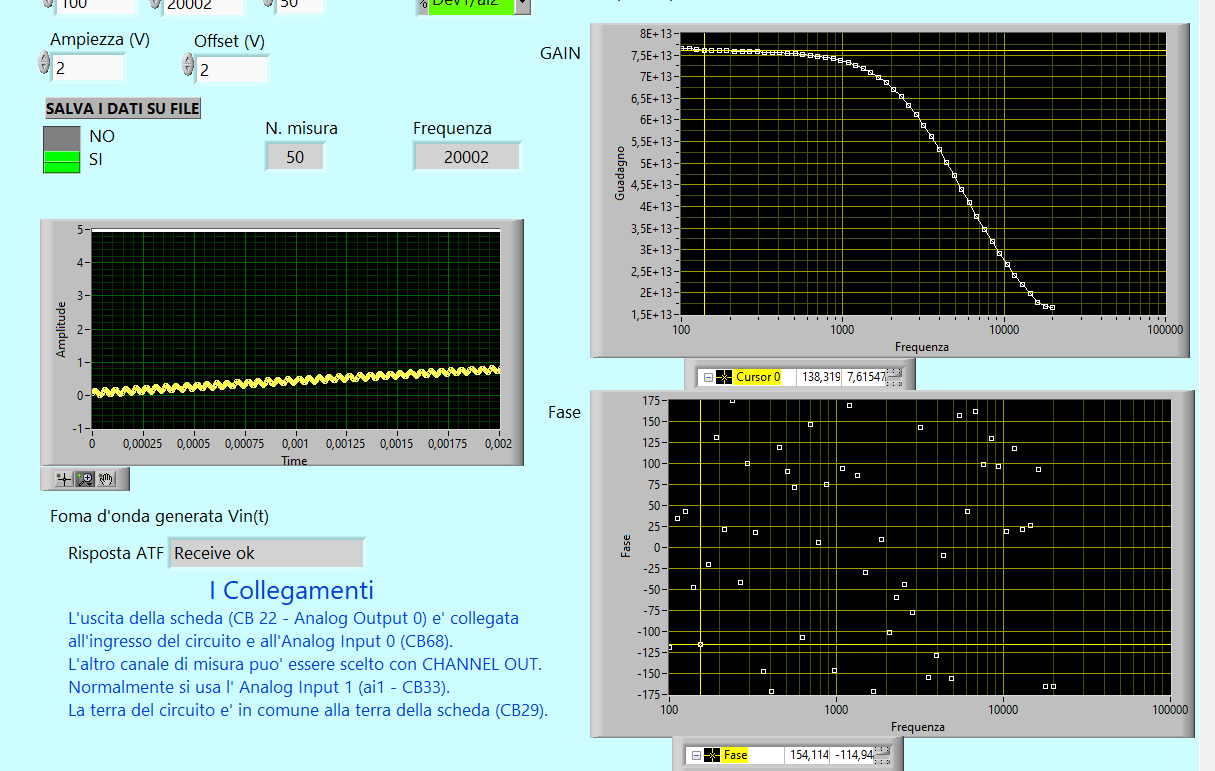 100
20002
50
Dev1/ai2
Ampiezza (V)
Offset (V)
2
2
SALVA I DATI SU FILE
NO
SI
N. misura
Frequenza
50
20002
5
4
3
2
1
0
-1
Amplitude
0
0,00025
0,0005
0,00075
0,001
0,00125
0,0015
0,00175
0,002
Time
Foma d'onda generata Vin(t)
Risposta ATF
Receive ok
I Collegamenti
L'uscita della scheda (CB 22 - Analog Output 0) e' collegata
all'ingresso del circuito e all'Analog Input 0 (CB68).
L'altro canale di misura puo' essere scelto con CHANNEL OUT.
Normalmente si usa l' Analog Input 1 (ai1 - CB33).
La terra del circuito e' in comune alla terra della scheda (CB29).
GAIN
8E+13
7,5E+13
7E+13
6,5E+13
6E+13
5,5E+13
5E+13
4,5E+13
4E+13
3,5E+13
3E+13
2,5E+13
2E+13
1,5E+13
Guadagno
100
1000
10000
100000
Frequenza
Cursor 0
138,319
7,61547
Fase
175
150
125
100
75
50
25
0
-25
-50
-75
-100
-125
-150
-175
Fase
100
1000
10000
100000
Frequenza
Fase
154,114
-114,94